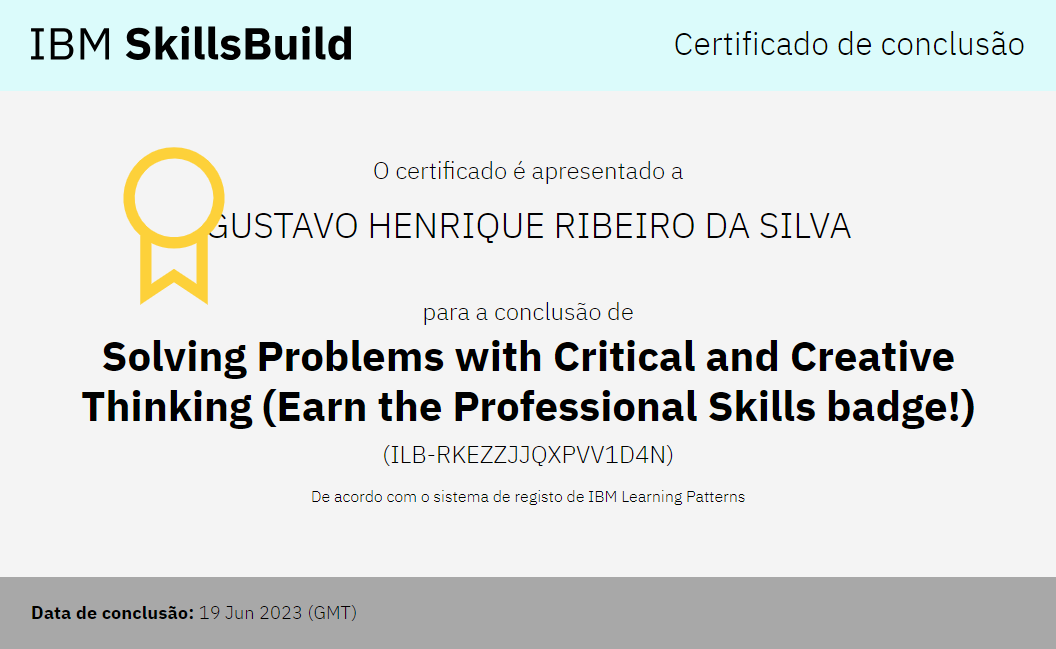 IBM SkillsBuild
Certificado de conclusão
O certificado é apresentado a
GUSTAVO HENRIQUE RIBEIRO DA SILVA
para a conclusão de
Solving Problems with Critical and Creative
Thinking (Earn the Professional Skills badge!)
(ILB-RKEZZJJQXPVV1D4N)
De acordo com o sistema de registo de IBM Learning Patterns
Data de conclusão: 19 Jun 2023 (GMT)